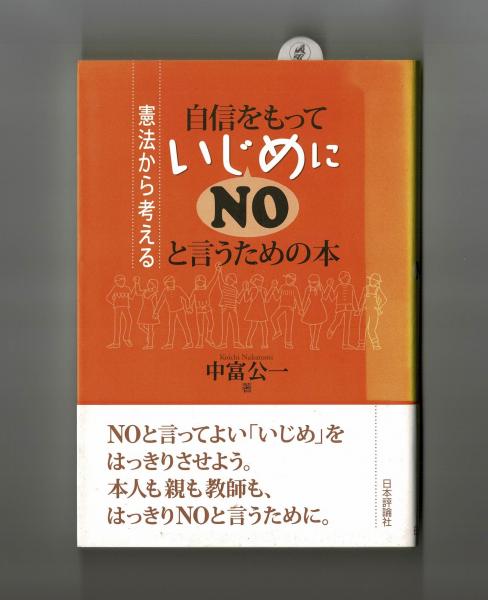 憲法から考える
自信をもって
いじめに
NO
と言うための本
Koichi Nakatomi
中富公一
著
NOと言ってよい「いじめ」を
はっきりさせよう。
本人も親も教師も、
はっきりNOと言うために。
日本評論社